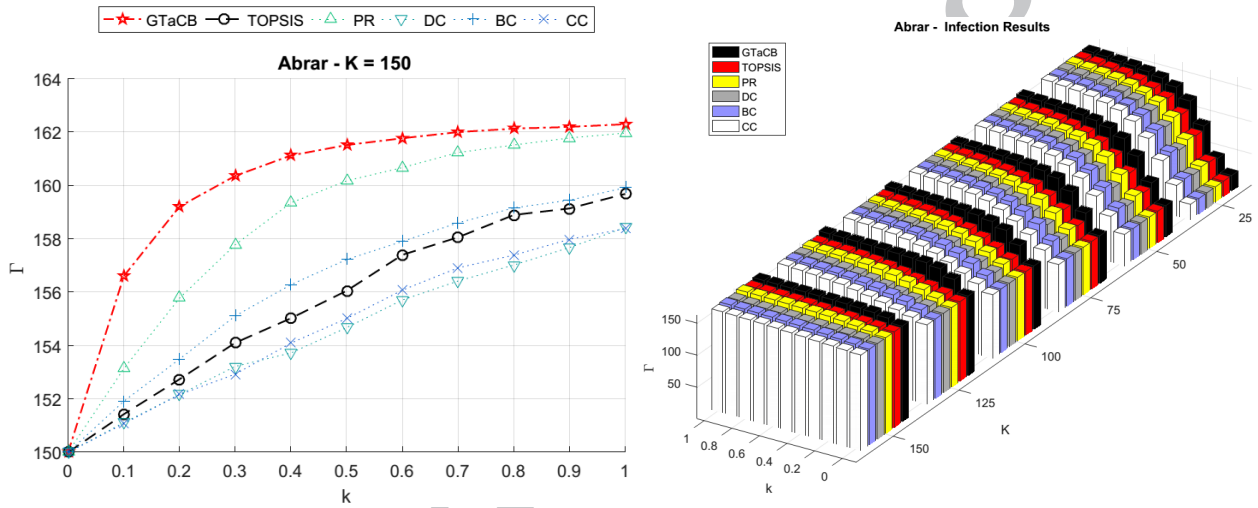 GTaCB TOPSIS PR DC BC CC
Abrar - K = 150
164
162
160
158
156
154
152
150
Γ
0 0.1 0.2 0.3 0.4 0.5 0.6 0.7 0.8 0.9 1
k
Abrar - Infection Results
GTaCB
TOPSIS
PR
DC
BC
CC
150
100
50
Γ
1
0.8
0.6
0.4
0.2
0
k
25
50
75
100
125
150
K